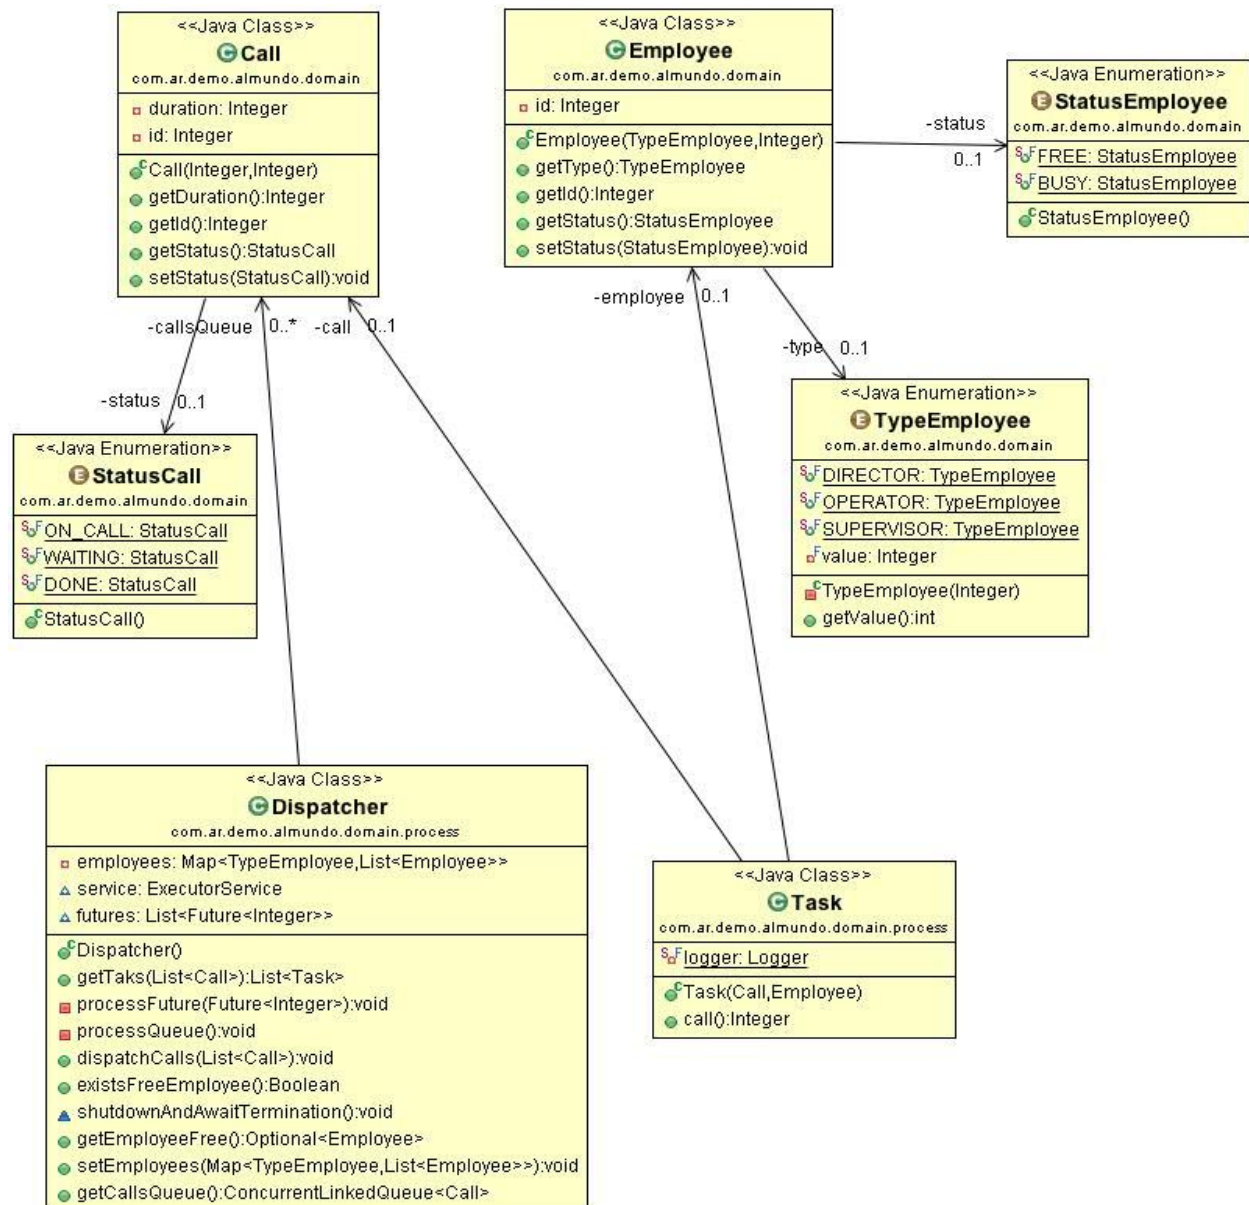 <<Java Class>>
Call
com.ar.demo.almundo.domain
duration: Integer
id: Integer
Call(Integer,Integer)
getDuration():Integer
getId():Integer
getStatus():StatusCall
setStatus(StatusCall):void
<<Java Class>>
Employee
com.ar.demo.almundo.domain
id: Integer
Employee(TypeEmployee,Integer)
getType():TypeEmployee
getId():Integer
getStatus():StatusEmployee
setStatus(StatusEmployee):void
-status
0..1
<<Java Enumeration>>
StatusEmployee
com.ar.demo.almundo.domain
FREE: StatusEmployee
BUSY: StatusEmployee
StatusEmployee()
-callsQueue 0..*
-call 0..1
-employee 0..1
-type 0..1
-status 0..1
<<Java Enumeration>>
StatusCall
com.ar.demo.almundo.domain
ON_CALL: StatusCall
WAITING: StatusCall
DONE: StatusCall
StatusCall()
<<Java Enumeration>>
TypeEmployee
com.ar.demo.almundo.domain
DIRECTOR: TypeEmployee
OPERATOR: TypeEmployee
SUPERVISOR: TypeEmployee
value: Integer
TypeEmployee(Integer)
getValue():int
<<Java Class>>
Dispatcher
com.ar.demo.almundo.domain.process
employees: Map<TypeEmployee,List<Employee>>
service: ExecutorService
futures: List<Future<Integer>>
Dispatcher()
getTaks(List<Call>):List<Task>
processFuture(Future<Integer>):void
processQueue():void
dispatchCalls(List<Call>):void
existsFreeEmployee():Boolean
shutdownAndAwaitTermination():void
getEmployeeFree():Optional<Employee>
setEmployees(Map<TypeEmployee,List<Employee>>):void
getCallsQueue():ConcurrentLinkedQueue<Call>
<<Java Class>>
Task
com.ar.demo.almundo.domain.process
logger: Logger
Task(Call,Employee)
call():Integer